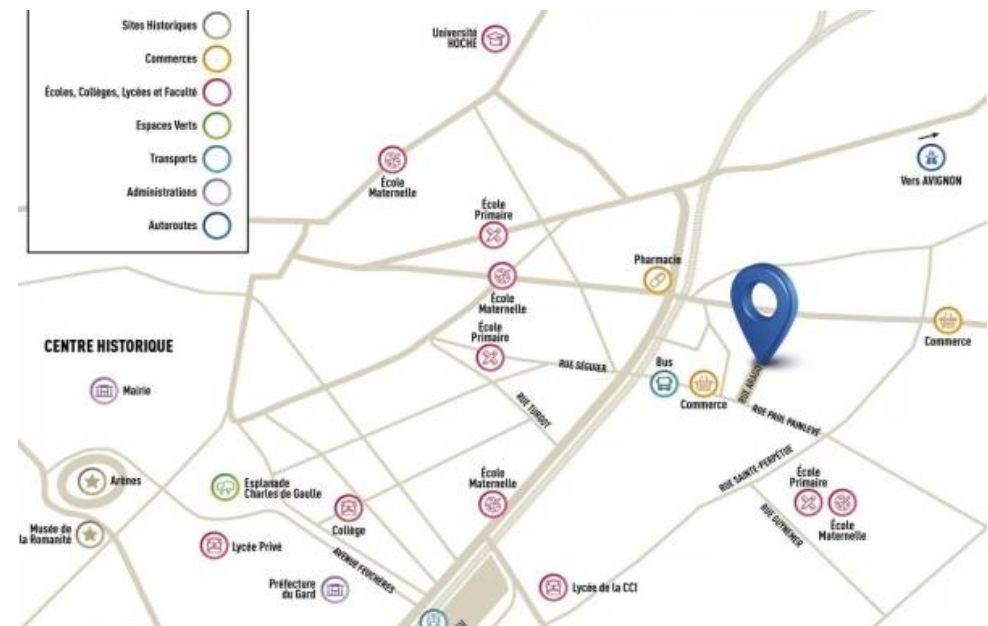 Sites Historiques
Commerces
Écoles, Collèges, Lycées et Faculté
Espaces Verts
Transports
Administrations
Autoroutes
Université
HOCHE
École
Maternelle
Vers AVIGNON
École
Primaire
Pharmacie
École
Maternelle
École
Primaire
Commerce
CENTRE HISTORIQUE
RUE SÉGUIER
Bus
Commerce
Mairie
RUE TURGOT
RUE PAUL PAINLEVÉ
RUE SAINTE-PERPÉTUE
Arènes
Esplanade
Charles de Gaulle
École
Maternelle
École
Primaire
École
Maternelle
RUE GUYNEMER
Collège
Musée de
la Romanité
Lycée Privé
AVENUE FEUCHÈRES
Préfecture
du Gard
Lycée de la CCI